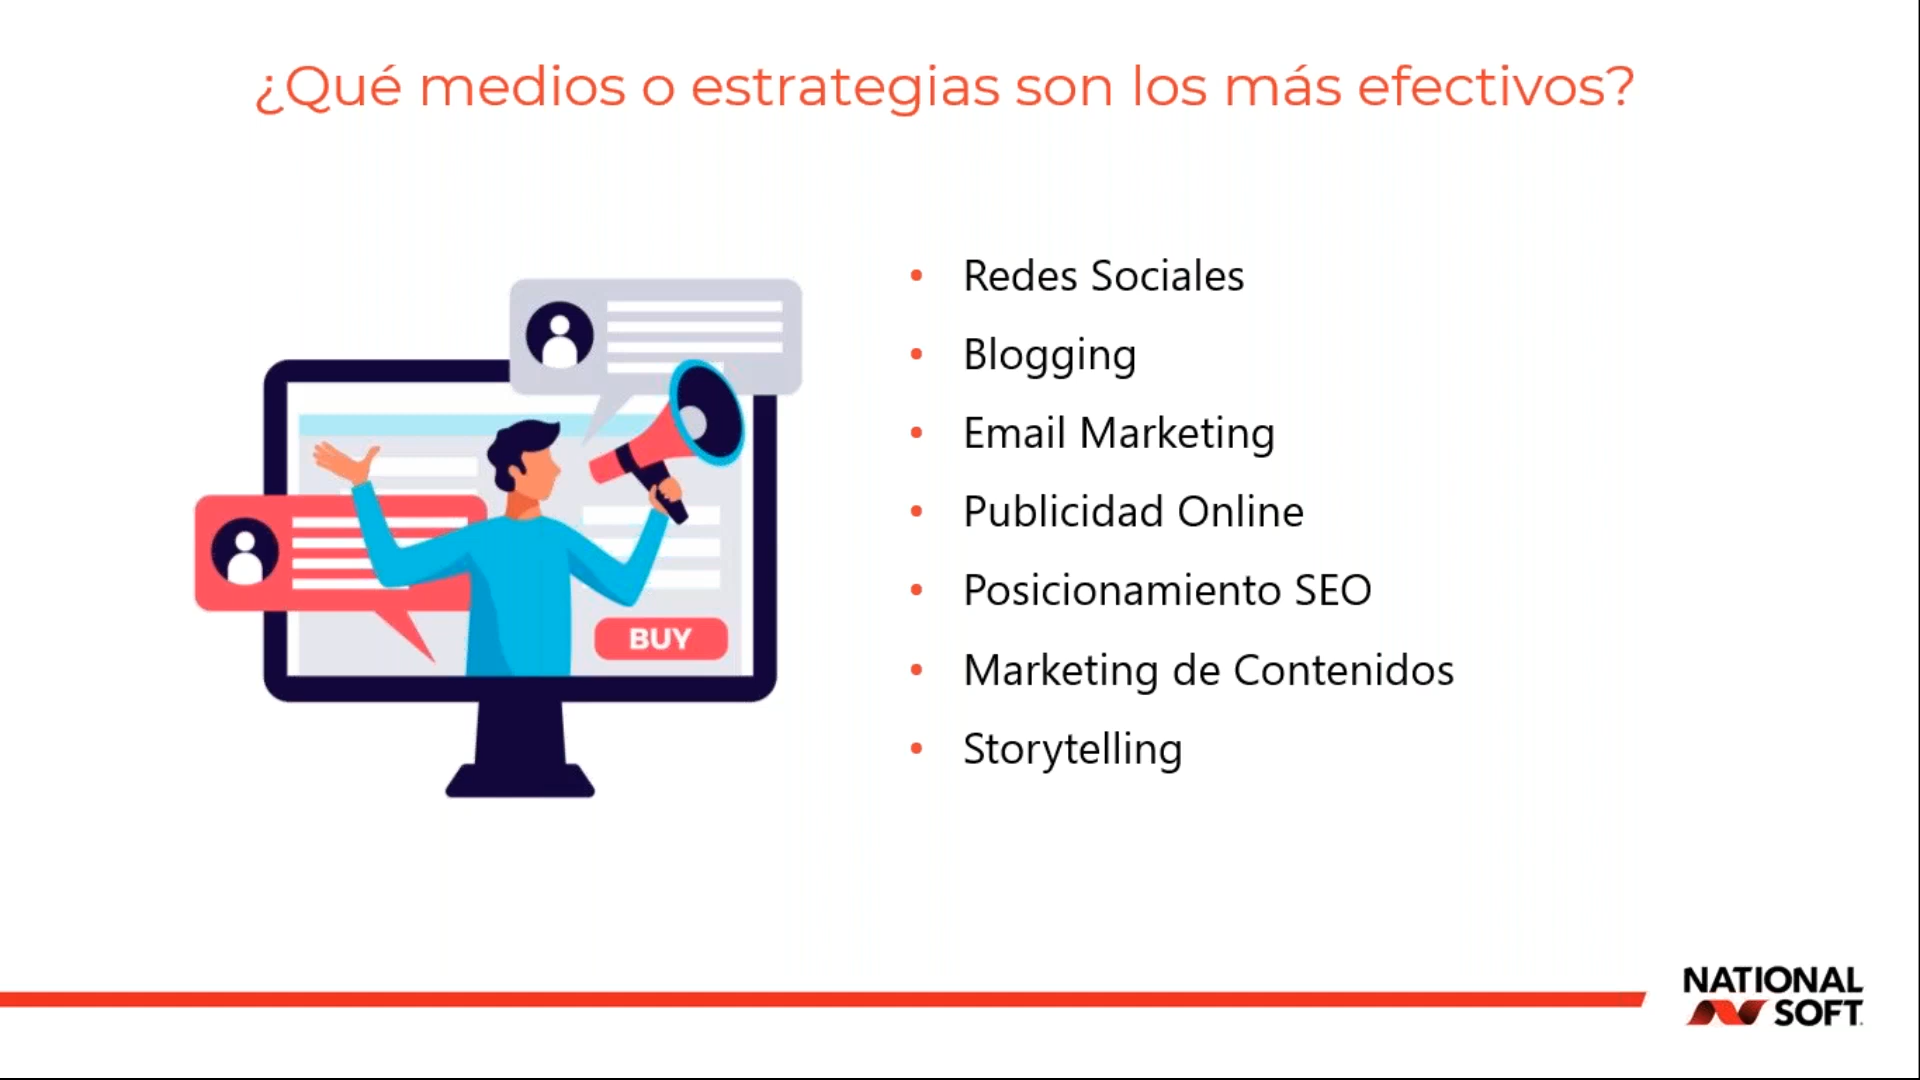 ¿Qué medios o estrategias son los más efectivos?
• Redes Sociales
• Blogging
• Email Marketing
• Publicidad Online
• Posicionamiento SEO
• Marketing de Contenidos
• Storytelling
BUY
NATIONAL
SOFT